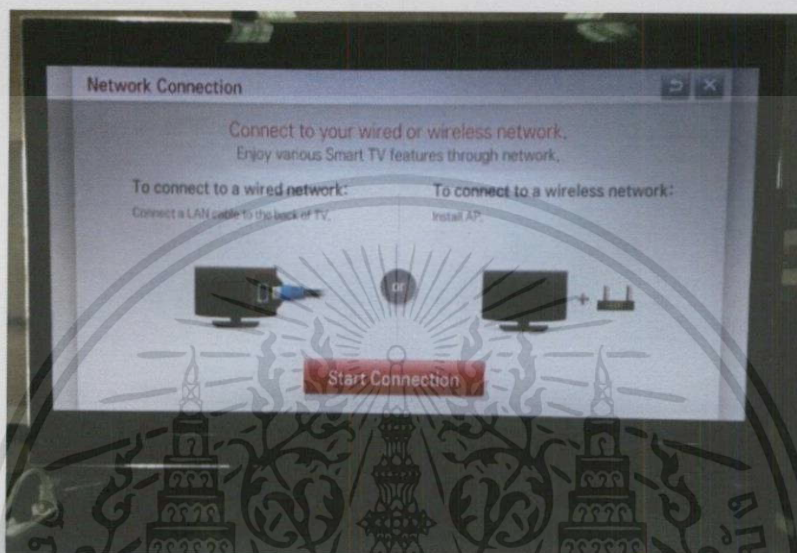 Network Connection
Connect to your wired or wireless network.
Enjoy various Smart TV features through network.
To connect to a wired network:
Connect a LAN cable to the back of TV.
To connect to a wireless network:
Install AP.
or
+
Start Connection